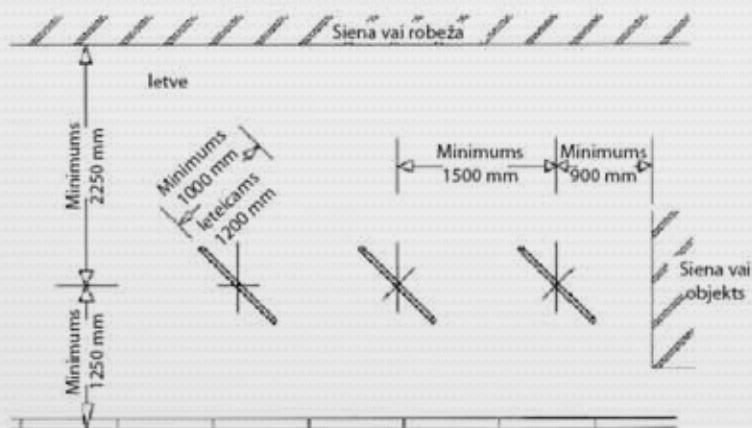 Siena vai robeža
Ietve
Minimums
2250 mm
Minimums
1000 mm
Ieteicams
1200 mm
Minimums
1500 mm
Minimums
900 mm
Siena vai
objekts
Minimums
1250 mm